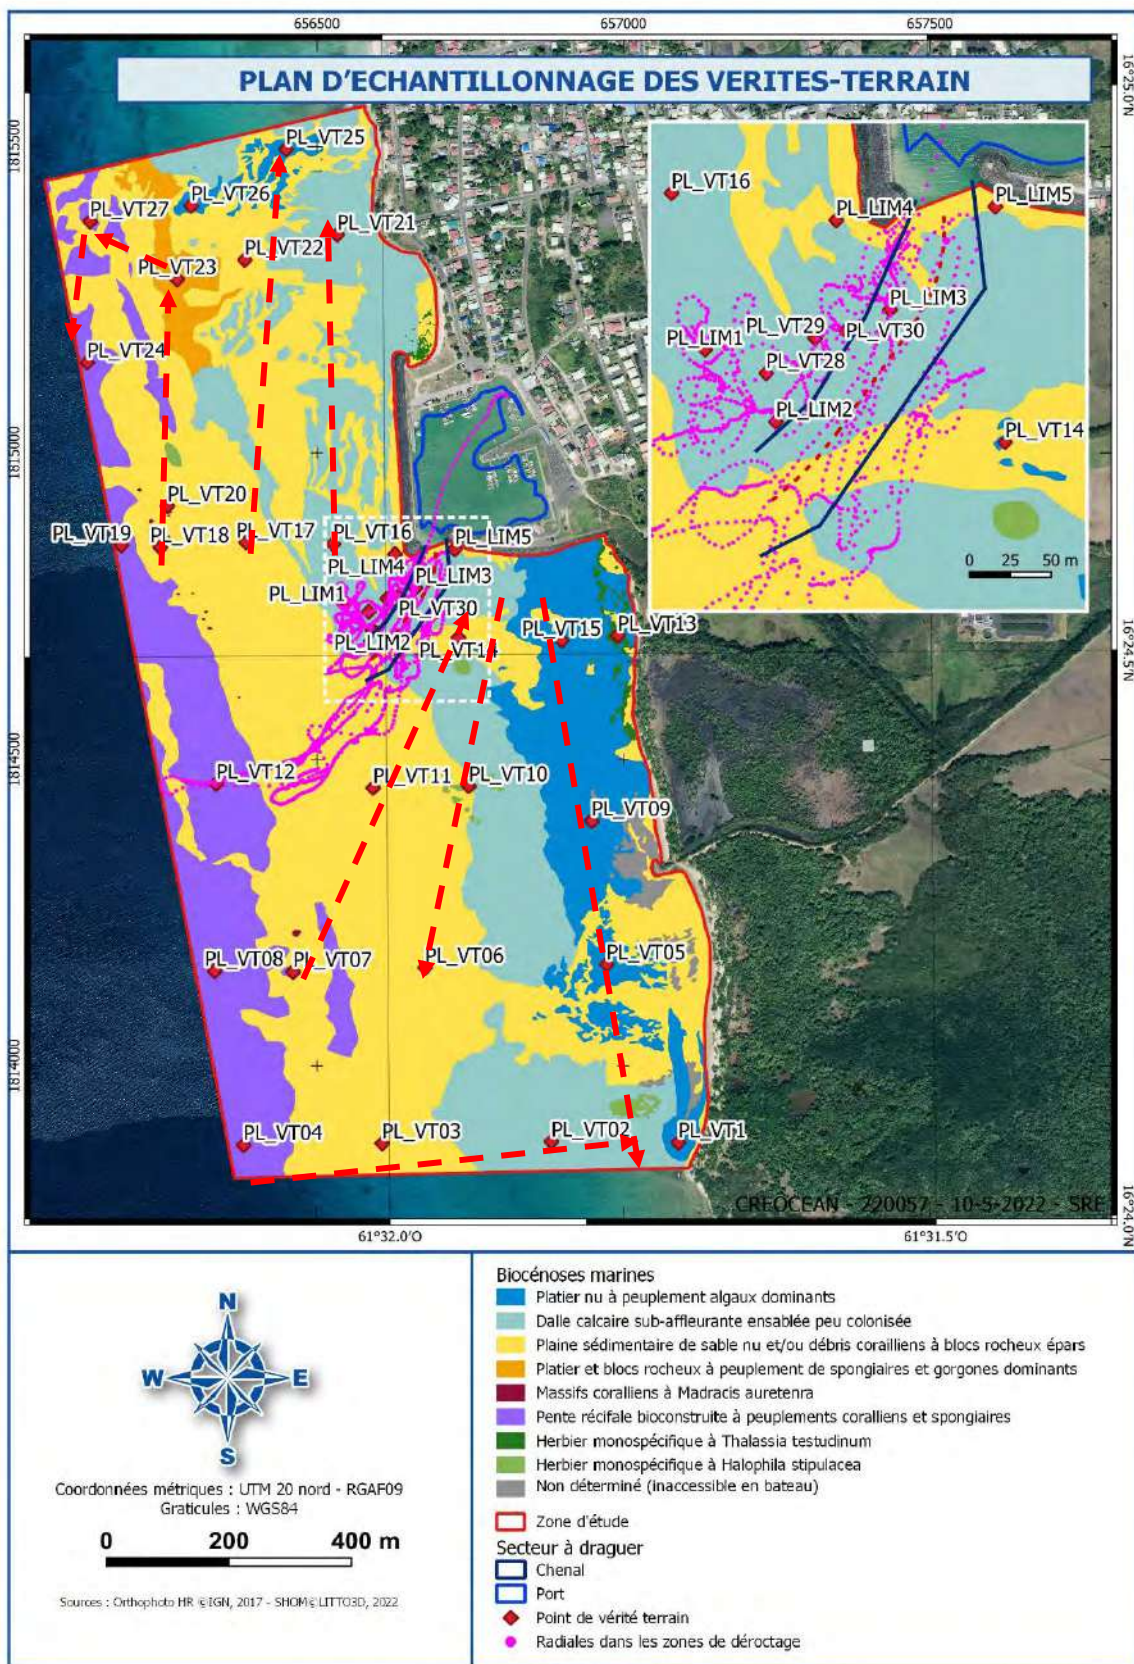 656500
657000
657500
PLAN D'ECHANTILLONNAGE DES VERITES-TERRAIN
16°25.0'N
1815500
PL_VT25
PL_VT26
PL_VT27
PL_VT21
PL_VT22
PL_VT23
PL_VT24
PL_VT16
PL_LIM4
PL_LIM5
PL_LIM3
PL_VT29
PL_VT30
PL_LIM1
PL_VT28
PL_LIM2
PL_VT14
0 25 50 m
1815000
PL_VT20
PL_VT19
PL_VT18
PL_VT17
PL_VT16
PL_LIM5
PL_LIM4
PL_LIM3
PL_LIM1
PL_VT30
PL_LIM2
PL_VT14
PL_VT15
PL_VT13
16°24.5'N
1814500
PL_VT12
PL_VT11
PL_VT10
PL_VT09
PL_VT08
PL_VT07
PL_VT06
PL_VT05
1814000
PL_VT04
PL_VT03
PL_VT02
PL_VT1
CREOCEAN - 220057 - 10-5-2022 - SRE
16°24.0'N
61°32.0'O
61°31.5'O
N
W E
S
Coordonnées métriques : UTM 20 nord - RGAF09
Graticules : WGS84
0 200 400 m
Sources : Orthophoto HR ©IGN, 2017 - SHOM©LITTO3D, 2022
Biocénoses marines
Platier nu à peuplement algaux dominants
Dalle calcaire sub-affleurante ensablée peu colonisée
Plaine sédimentaire de sable nu et/ou débris coralliens à blocs rocheux épars
Platier et blocs rocheux à peuplement de spongiaires et gorgones dominants
Massifs coralliens à Madracis auretenra
Pente récifale bioconstruite à peuplements coralliens et spongiaires
Herbier monospécifique à Thalassia testudinum
Herbier monospécifique à Halophila stipulacea
Non déterminé (inaccessible en bateau)
Zone d'étude
Secteur à draguer
Chenal
Port
Point de vérité terrain
Radiales dans les zones de déroctage